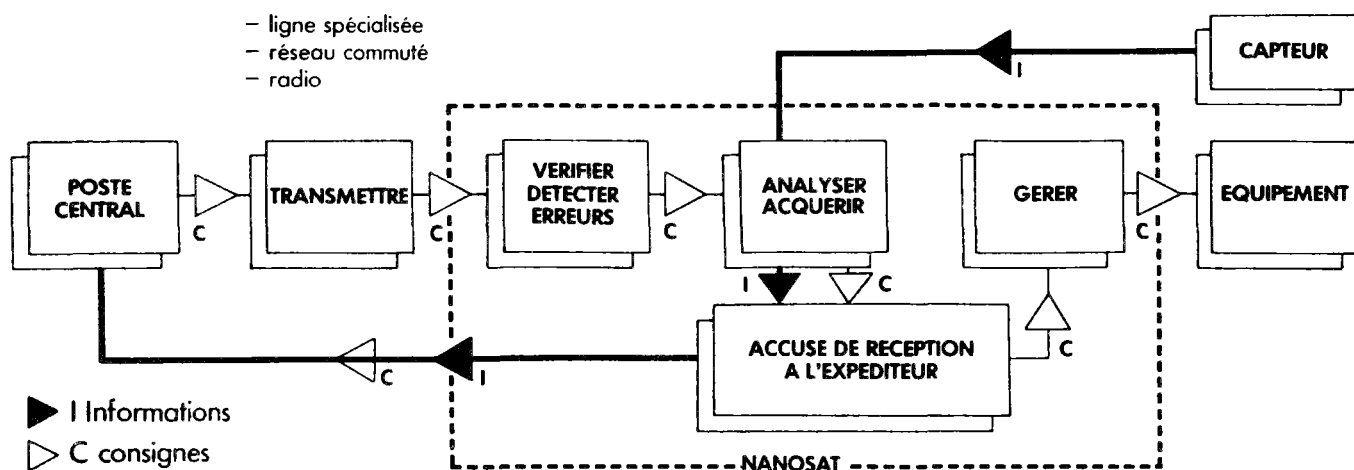 – ligne spécialisée
– réseau commuté
– radio
CAPTEUR
I
POSTE
CENTRAL
C
TRANSMETTRE
C
VERIFIER
DETECTER
ERREURS
C
ANALYSER
ACQUERIR
GERER
C
EQUIPEMENT
I
C
ACCUSE DE RECEPTION
A L'EXPEDITEUR
C
C
I
I Informations
C consignes
NANOSAT